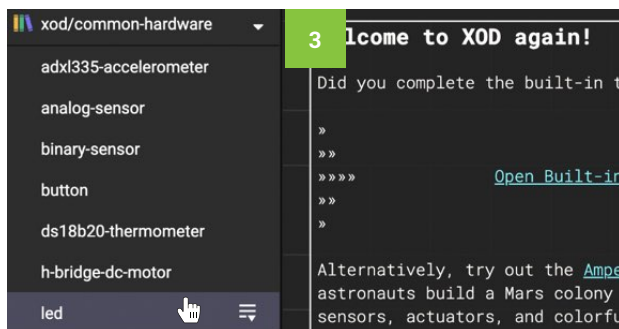 xod/common-hardware
adxl335-accelerometer
analog-sensor
binary-sensor
button
ds18b20-thermometer
h-bridge-dc-motor
led
3
lcome to XOD again!
Did you complete the built-in t
»
»»
»»»» Open Built-in
»»
»
Alternatively, try out the Ampe
astronauts build a Mars colony
sensors, actuators, and colorfu